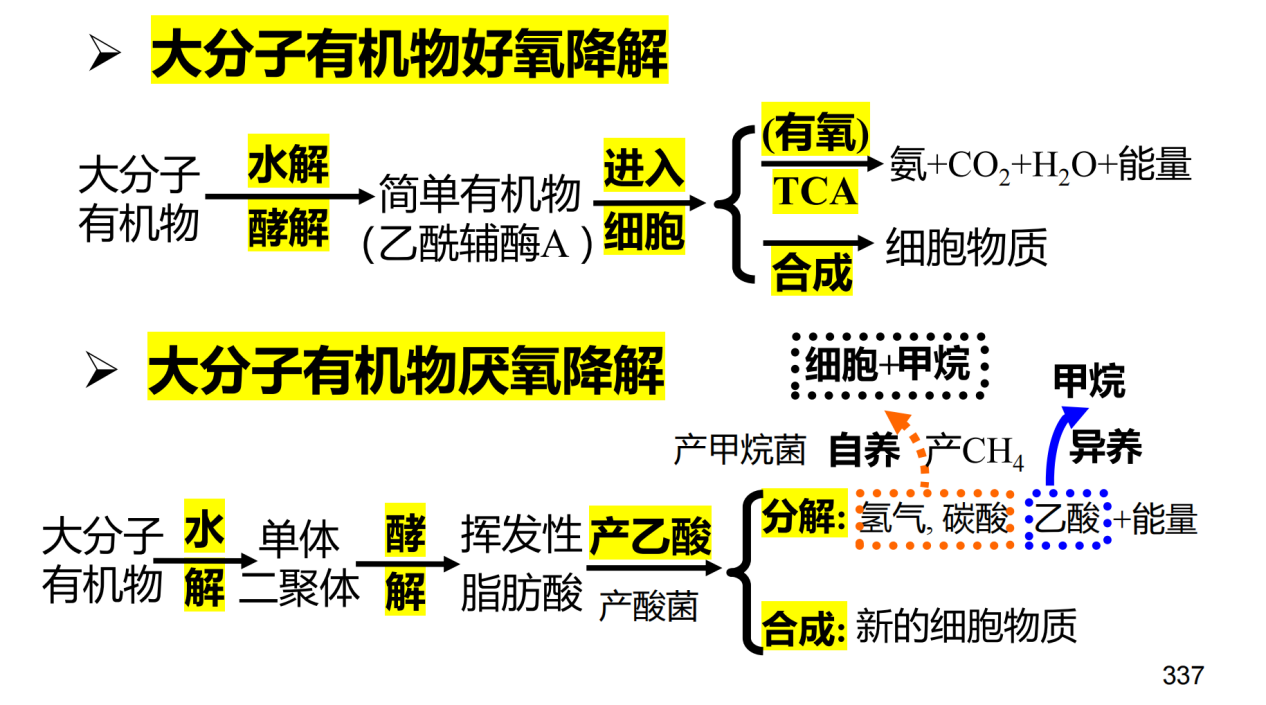 大分子有机物好氧降解
大分子
有机物
水解
酵解
简单有机物
（乙酰辅酶A ）
进入
细胞
(有氧)
TCA
氨+CO₂+H₂O+能量
合成
细胞物质
大分子有机物厌氧降解
细胞+甲烷
甲烷
产甲烷菌 自养 产CH₄ 异养
大分子
有机物
水
解
单体
二聚体
酵
解
挥发性
脂肪酸
产乙酸
产酸菌
分解: 氢气, 碳酸 乙酸 +能量
合成: 新的细胞物质
337